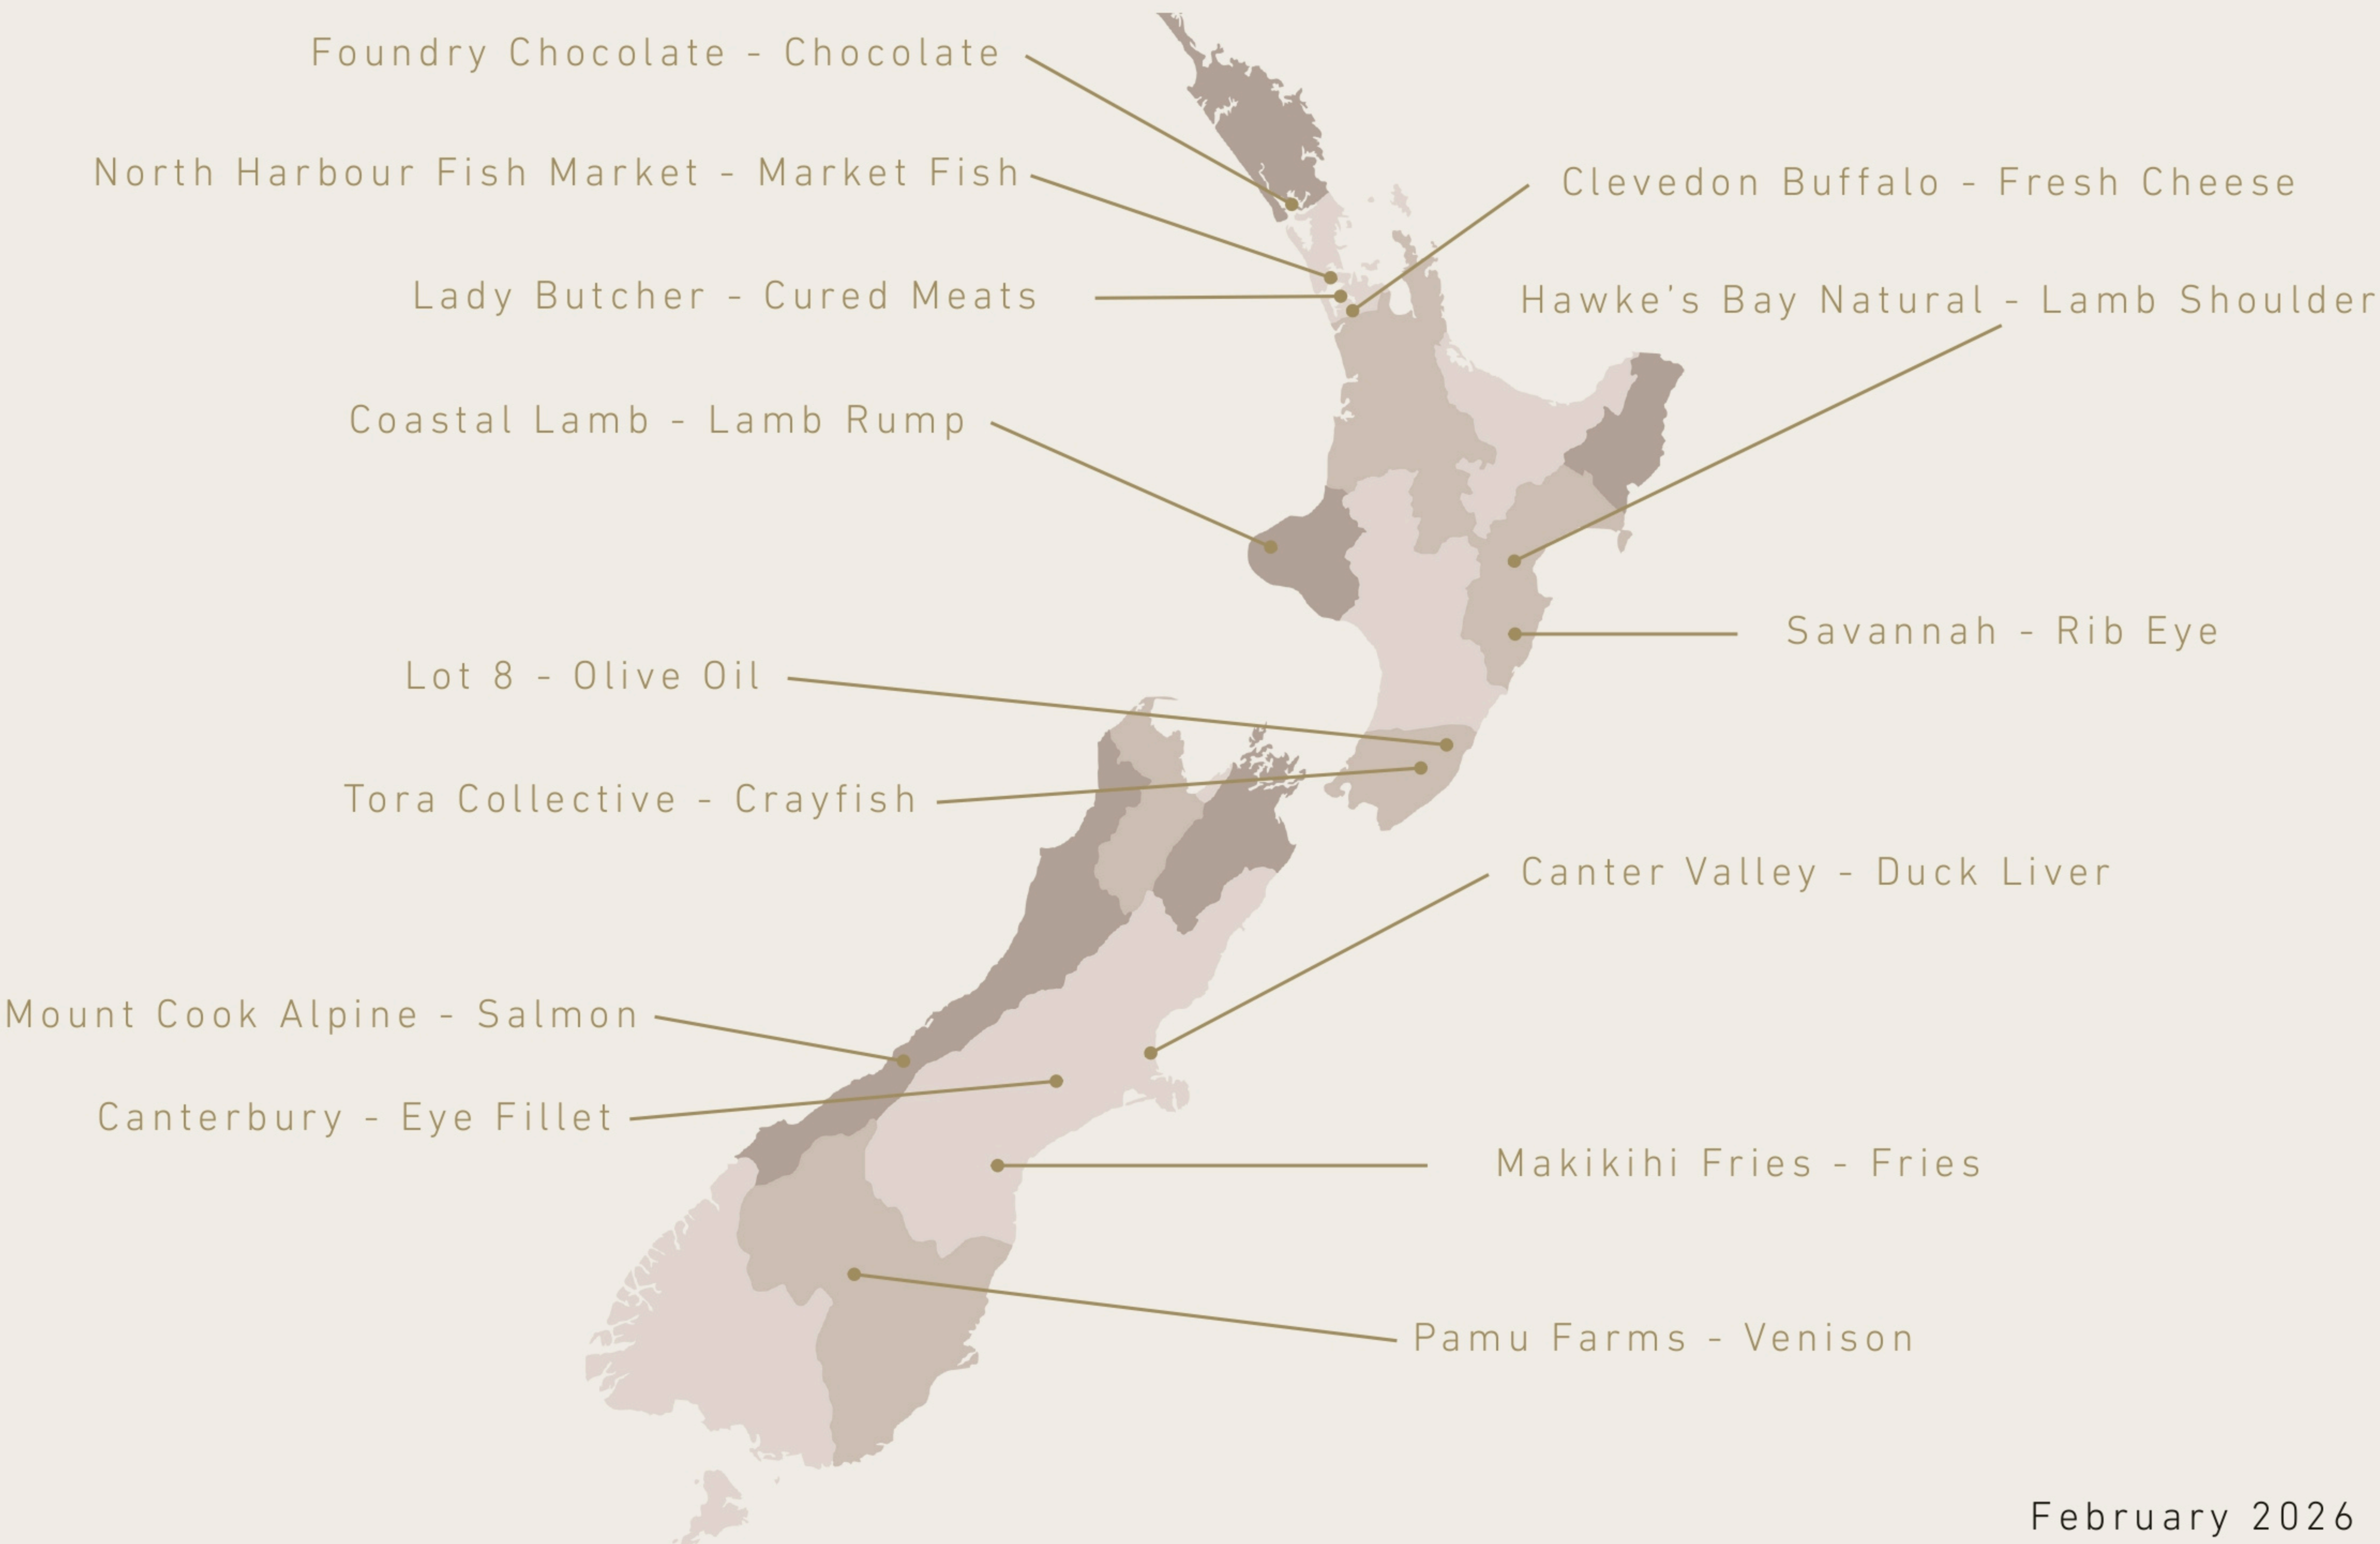 Foundry Chocolate - Chocolate
North Harbour Fish Market - Market Fish
Clevedon Buffalo - Fresh Cheese
Lady Butcher - Cured Meats
Hawke's Bay Natural - Lamb Shoulder
Coastal Lamb - Lamb Rump
Savannah - Rib Eye
Lot 8 - Olive Oil
Tora Collective - Crayfish
Canter Valley - Duck Liver
Mount Cook Alpine - Salmon
Canterbury - Eye Fillet
Makikihi Fries - Fries
Pamu Farms - Venison
February 2026